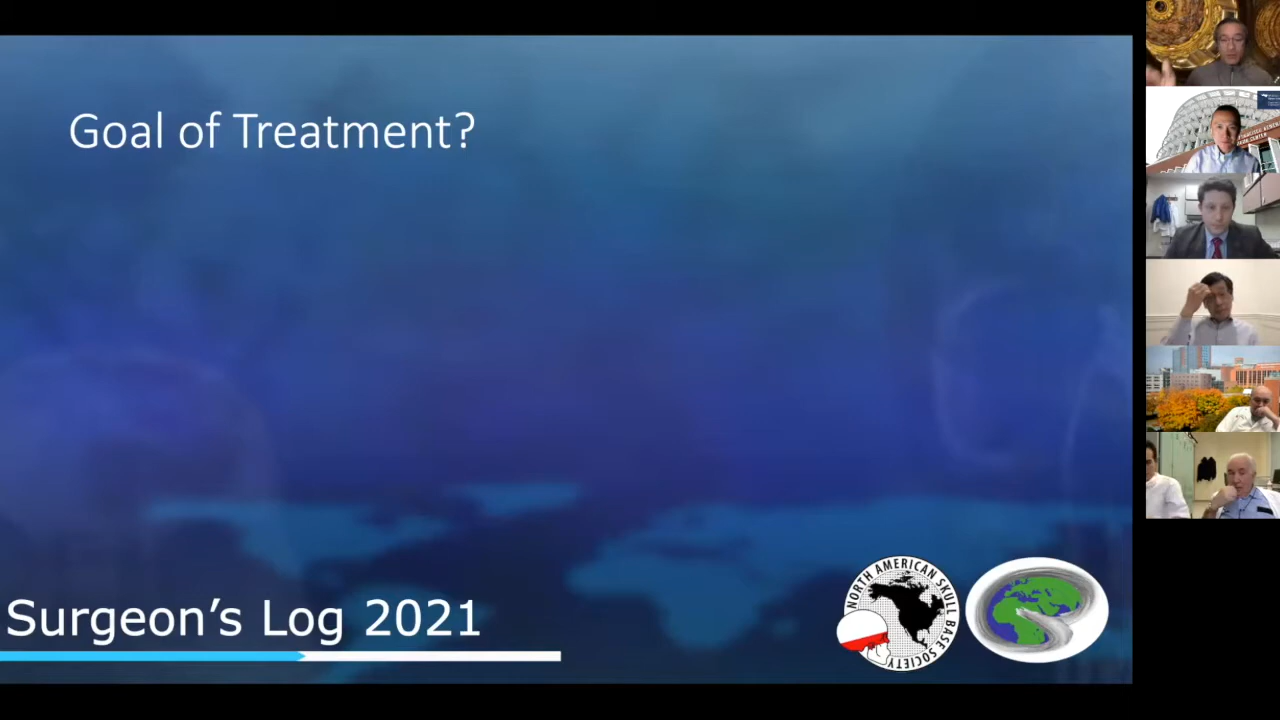 Goal of Treatment?
Surgeon's Log 2021
NORTH AMERICAN SKULL BASE SOCIETY